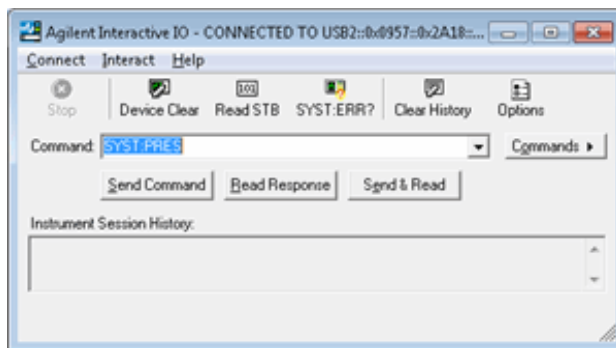 Agilent Interactive IO - CONNECTED TO USB2::0x0957::0x2A18::...
Connect Interact Help
Stop Device Clear Read STB SYST:ERR? Clear History Options
Command: SYST:PRES Commands
Send Command Read Response Send & Read
Instrument Session History: